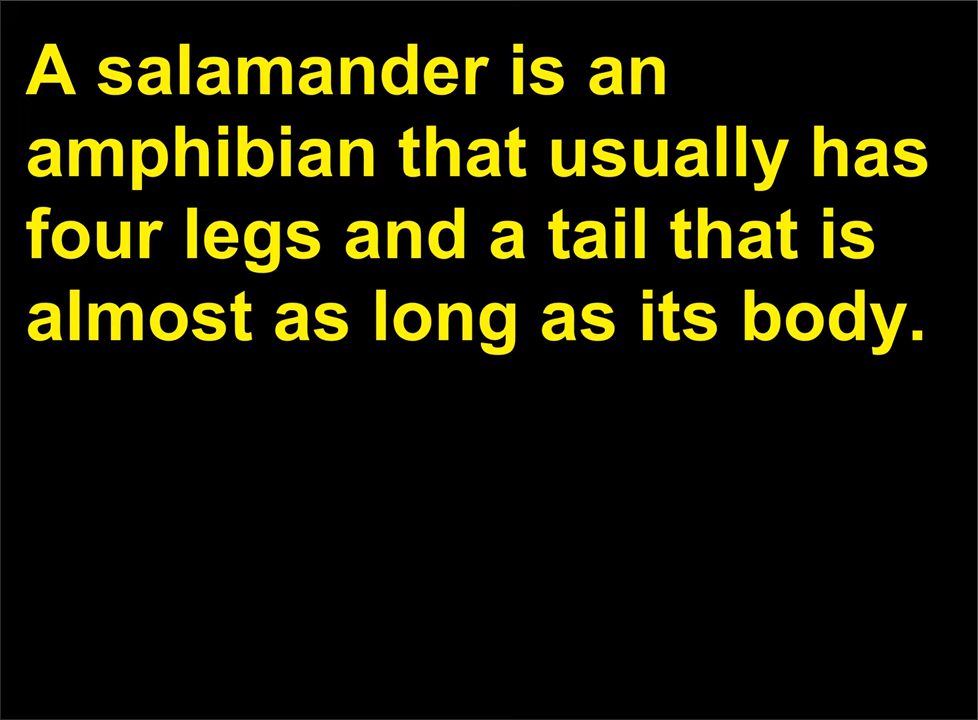 A salamander is an
amphibian that usually has
four legs and a tail that is
almost as long as its body.